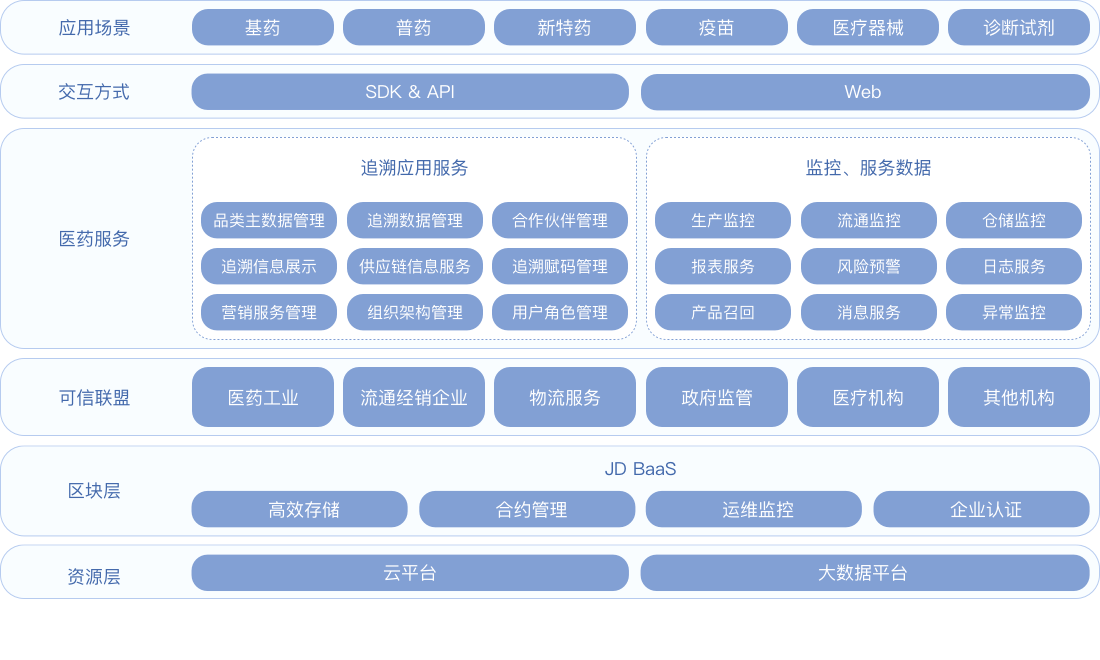 应用场景
基药
普药
新特药
疫苗
医疗器械
诊断试剂
交互方式
SDK & API
Web
医药服务
追溯应用服务
品类主数据管理
追溯数据管理
合作伙伴管理
追溯信息展示
供应链信息服务
追溯赋码管理
营销服务管理
组织架构管理
用户角色管理
监控、服务数据
生产监控
流通监控
仓储监控
报表服务
风险预警
日志服务
产品召回
消息服务
异常监控
可信联盟
医药工业
流通经销企业
物流服务
政府监管
医疗机构
其他机构
区块层
JD BaaS
高效存储
合约管理
运维监控
企业认证
资源层
云平台
大数据平台